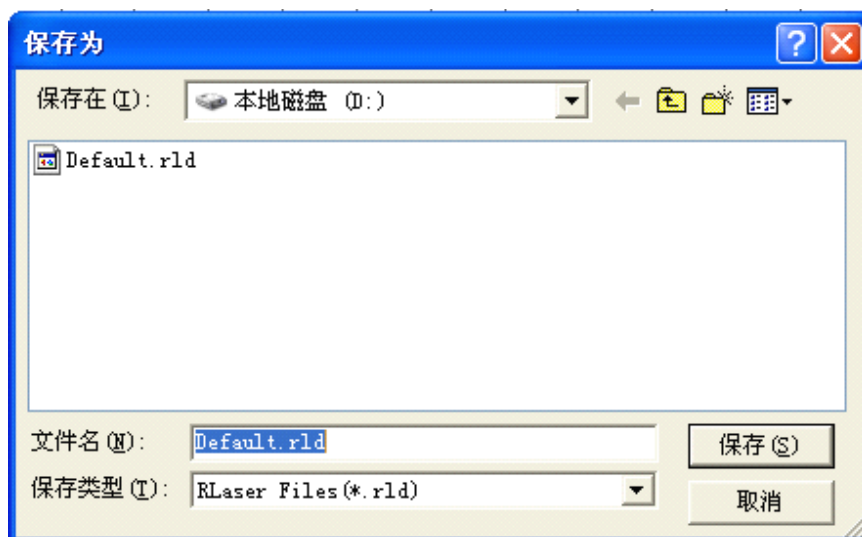 保存为
保存在(I): 本地磁盘 (D:)
Default.rld
文件名(N): Default.rld 保存(S)
保存类型(T): RLaser Files(*.rld) 取消